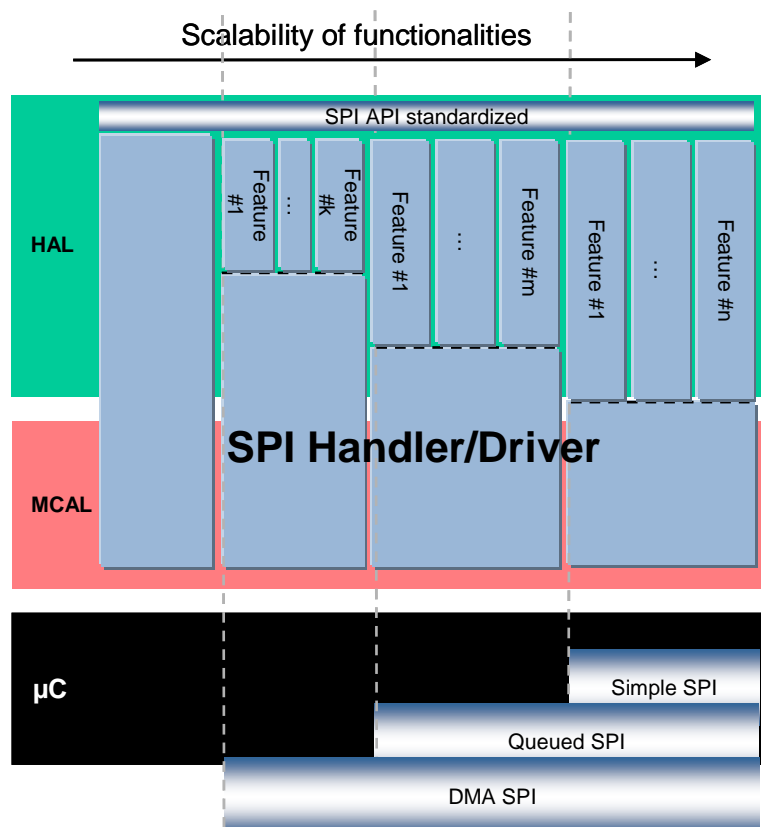 Scalability of functionalities
SPI API standardized
Feature #1
...
Feature #k
Feature #1
...
Feature #m
Feature #1
...
Feature #n
HAL
SPI Handler/Driver
MCAL
µC
Simple SPI
Queued SPI
DMA SPI